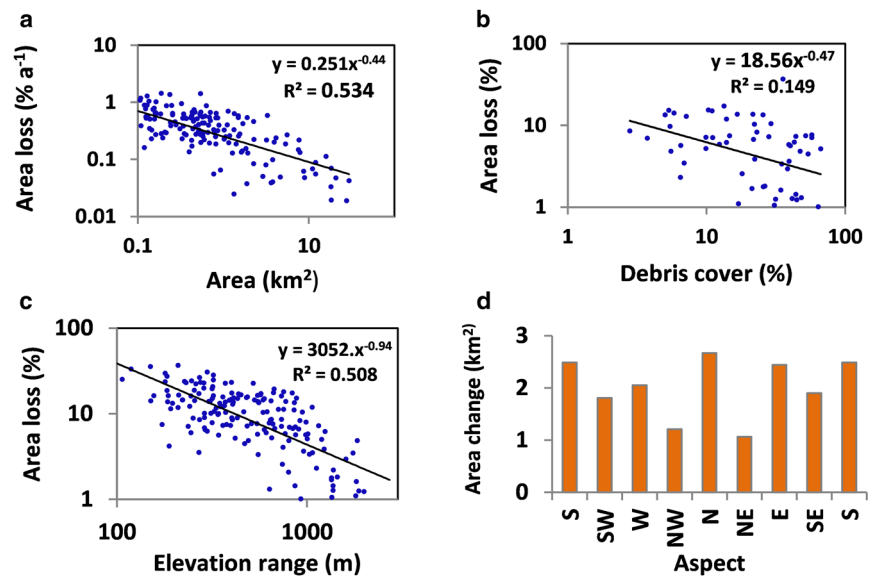 a
10
1
0.1
0.01
0.1
10
Area loss (% a⁻¹)
Area (km²)
y = 0.251x⁻⁰·⁴⁴
R² = 0.534
b
100
10
1
1
10
100
Area loss (%)
Debris cover (%)
y = 18.56x⁻⁰·⁴⁷
R² = 0.149
c
100
10
1
100
1000
Area loss (%)
Elevation range (m)
y = 3052.x⁻⁰·⁹⁴
R² = 0.508
d
3
2
1
0
Area change (km²)
S
SW
W
NW
N
NE
E
SE
S
Aspect